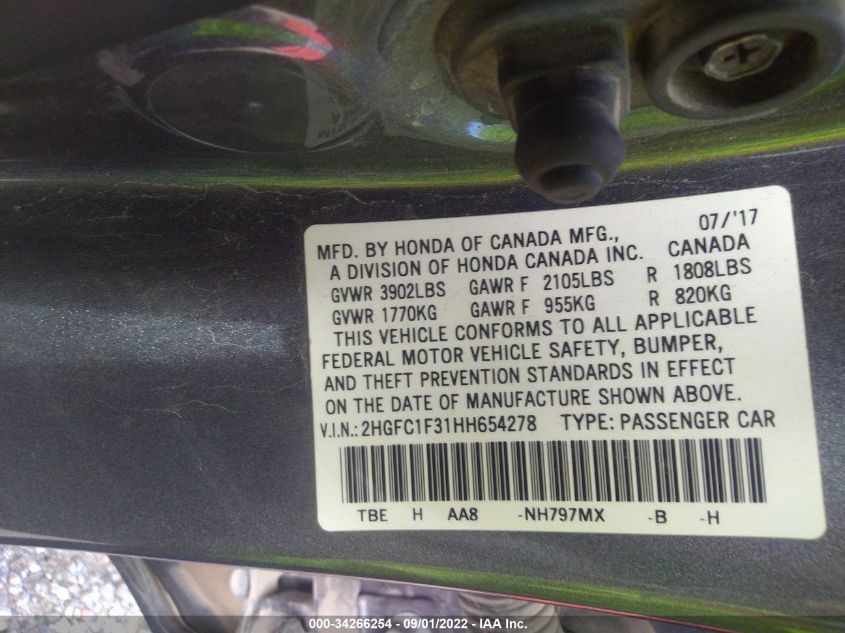 07/'17
MFD. BY HONDA OF CANADA MFG.,
A DIVISION OF HONDA CANADA INC. CANADA
GVWR 3902LBS GAWR F 2105LBS R 1808LBS
GVWR 1770KG GAWR F 955KG R 820KG
THIS VEHICLE CONFORMS TO ALL APPLICABLE
FEDERAL MOTOR VEHICLE SAFETY, BUMPER,
AND THEFT PREVENTION STANDARDS IN EFFECT
ON THE DATE OF MANUFACTURE SHOWN ABOVE.
V.I.N.: 2HGFC1F31HH654278 TYPE: PASSENGER CAR
TBE H AA8 -NH797MX -B -H
000-34266254 - 09/01/2022 - IAA Inc.